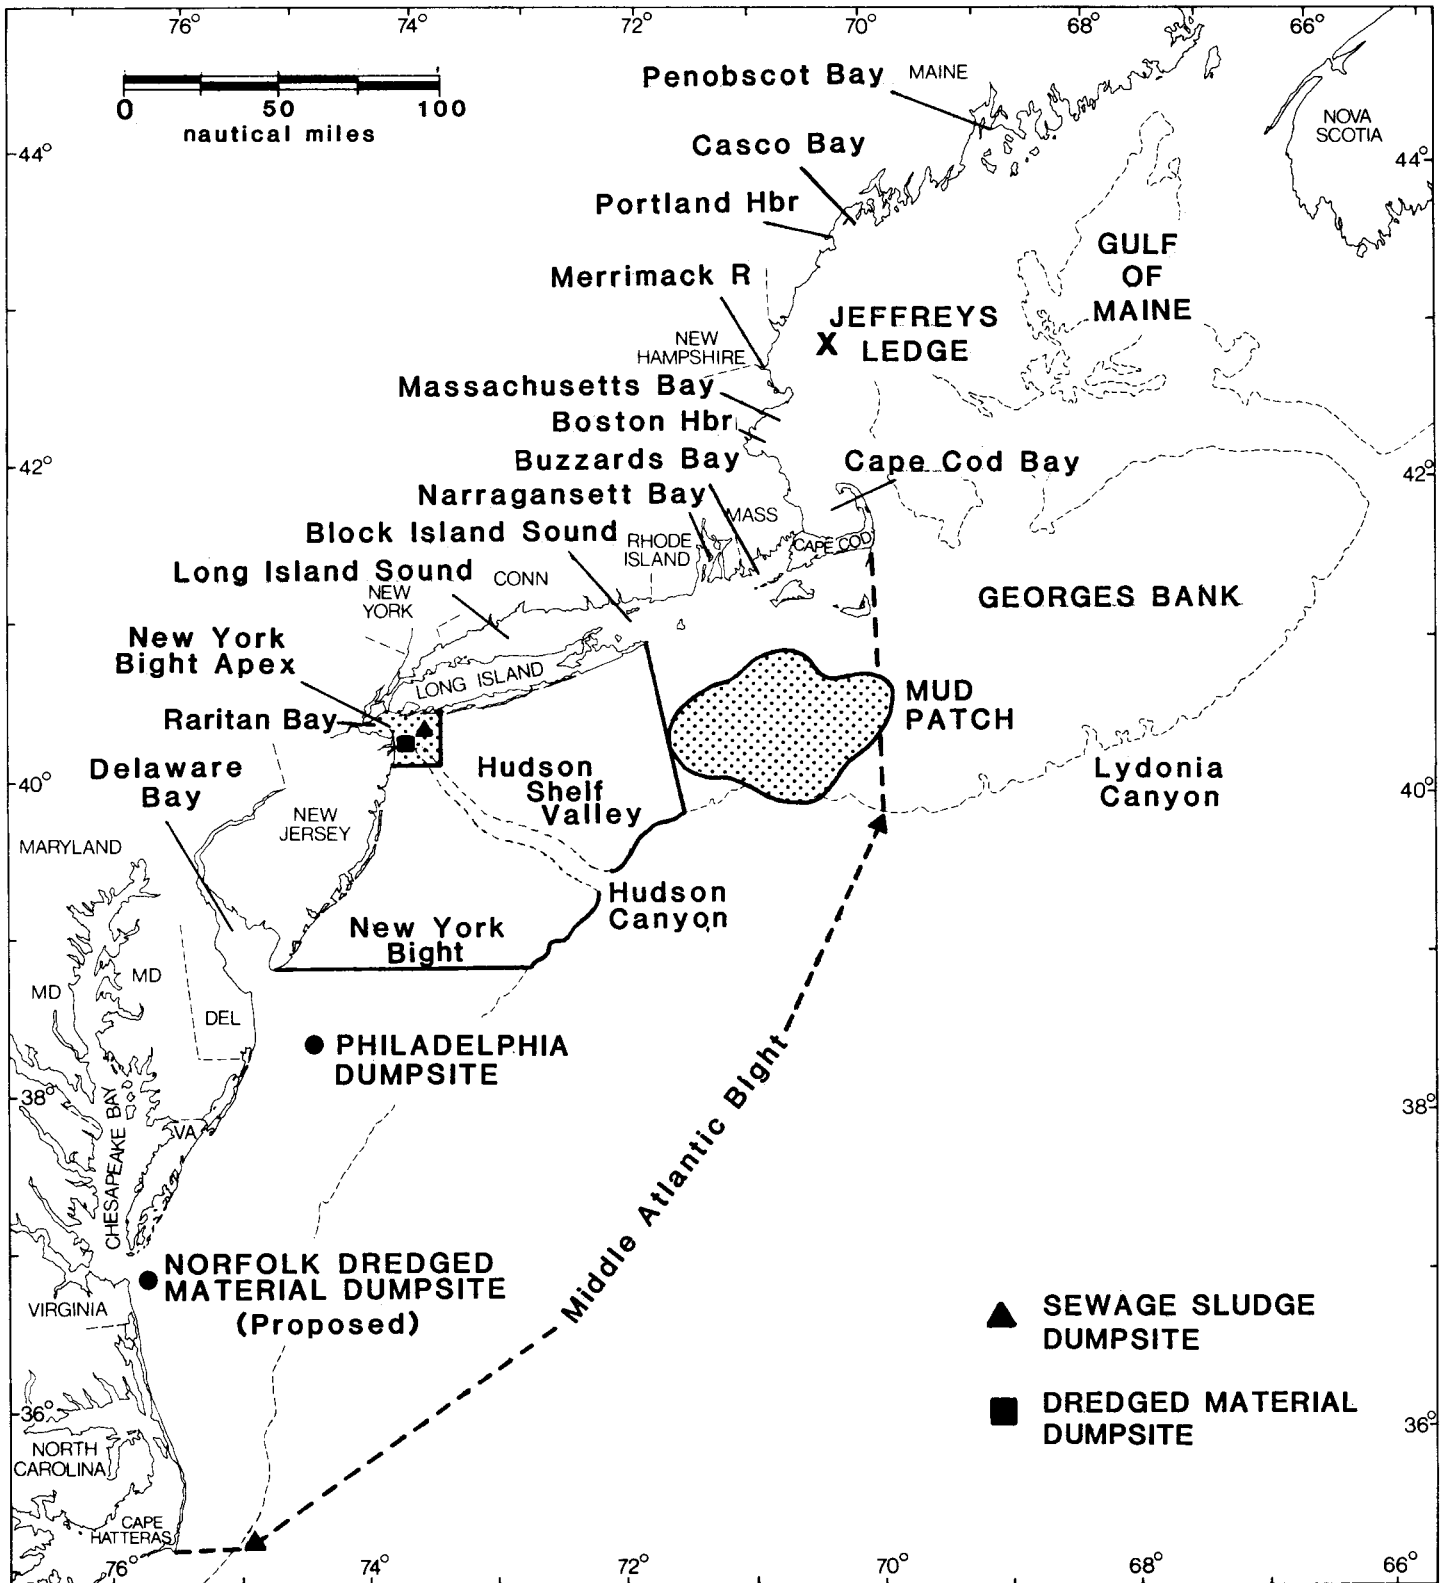 76° 74° 72° 70° 68° 66°
0 50 100
nautical miles
Penobscot Bay
MAINE
Casco Bay
Portland Hbr
NOVA
SCOTIA
44°
44°
GULF
OF
MAINE
Merrimack R
JEFFREYS
LEDGE
X
NEW
HAMPSHIRE
Massachusetts Bay
Boston Hbr
Buzzards Bay
Cape Cod Bay
42°
42°
Narragansett Bay
MASS
Block Island Sound
RHODE
ISLAND
CAPE COD
Long Island Sound
CONN
NEW
YORK
GEORGES BANK
New York
Bight Apex
LONG ISLAND
MUD
PATCH
Raritan Bay
Delaware
Bay
Hudson
Shelf
Valley
Lydonia
Canyon
40°
40°
NEW
JERSEY
MARYLAND
Hudson
Canyon
New York
Bight
MD
MD
DEL
PHILADELPHIA
DUMPSITE
38°
38°
CHESAPEAKE BAY
VA
Middle Atlantic Bight
NORFOLK DREDGED
MATERIAL DUMPSITE
(Proposed)
VIRGINIA
SEWAGE SLUDGE
DUMPSITE
DREDGED MATERIAL
DUMPSITE
36°
36°
NORTH
CAROLINA
CAPE
HATTERAS
76° 74° 72° 70° 68° 66°